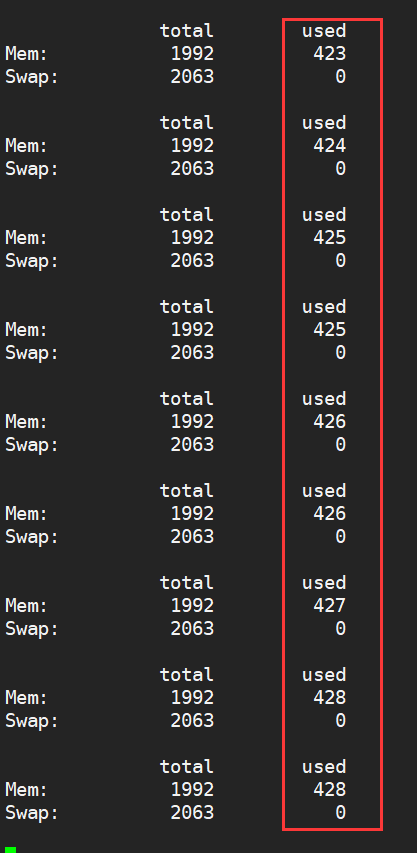 total used
Mem: 1992 423
Swap: 2063 0
total used
Mem: 1992 424
Swap: 2063 0
total used
Mem: 1992 425
Swap: 2063 0
total used
Mem: 1992 425
Swap: 2063 0
total used
Mem: 1992 426
Swap: 2063 0
total used
Mem: 1992 426
Swap: 2063 0
total used
Mem: 1992 427
Swap: 2063 0
total used
Mem: 1992 428
Swap: 2063 0
total used
Mem: 1992 428
Swap: 2063 0